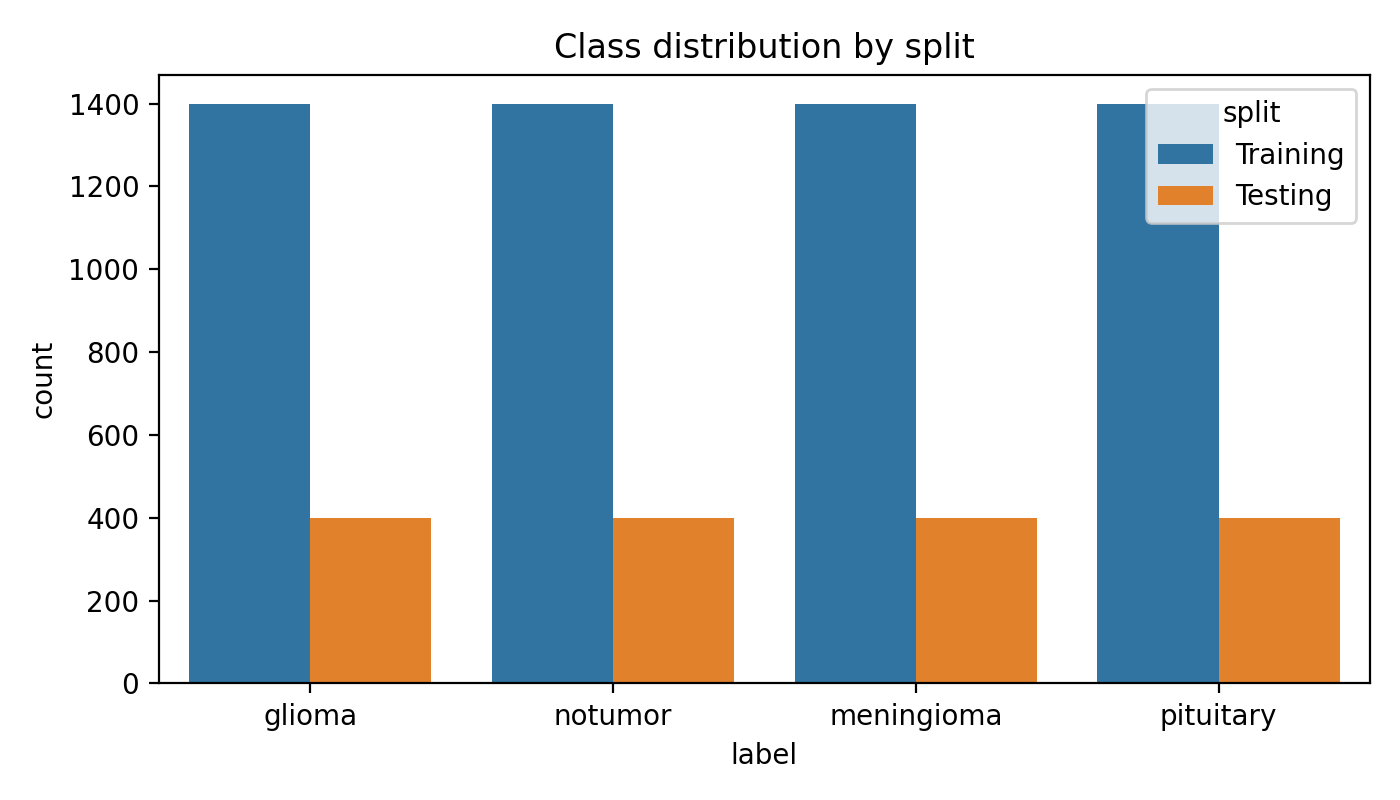 Class distribution by split
split
Training
Testing
1400
1200
1000
800
600
400
200
0
count
glioma notumor meningioma pituitary
label